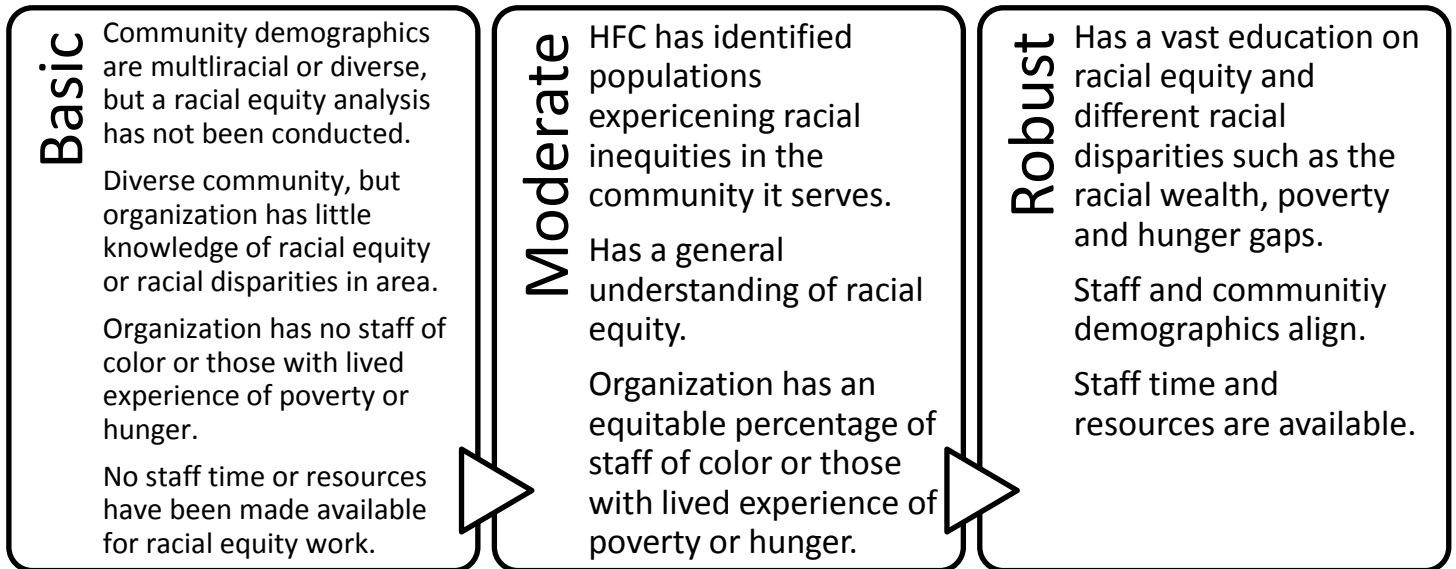 Basic
Community demographics
are multliracial or diverse,
but a racial equity analysis
has not been conducted.
Diverse community, but
organization has little
knowledge of racial equity
or racial disparities in area.
Organization has no staff of
color or those with lived
experience of poverty or
hunger.
No staff time or resources
have been made available
for racial equity work.
Moderate
HFC has identified
populations
expericening racial
inequities in the
community it serves.
Has a general
understanding of racial
equity.
Organization has an
equitable percentage of
staff of color or those
with lived experience of
poverty or hunger.
Robust
Has a vast education on
racial equity and
different racial
disparities such as the
racial wealth, poverty
and hunger gaps.
Staff and communitiy
demographics align.
Staff time and
resources are available.